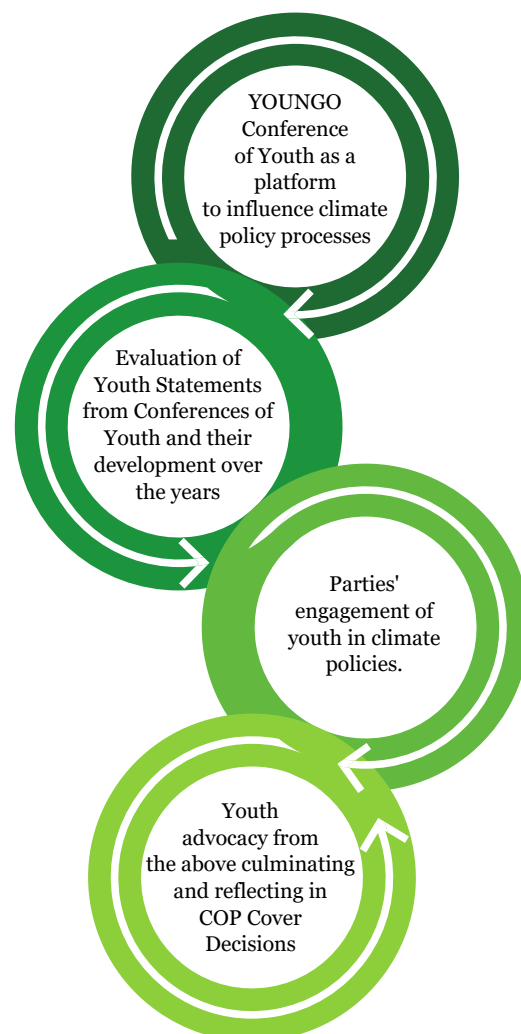 YOUNGO
Conference
of Youth as a
platform
to influence climate
policy processes
Evaluation of
Youth Statements
from Conferences of
Youth and their
development over
the years
Parties'
engagement of
youth in climate
policies.
Youth
advocacy from
the above culminating
and reflecting in
COP Cover
Decisions